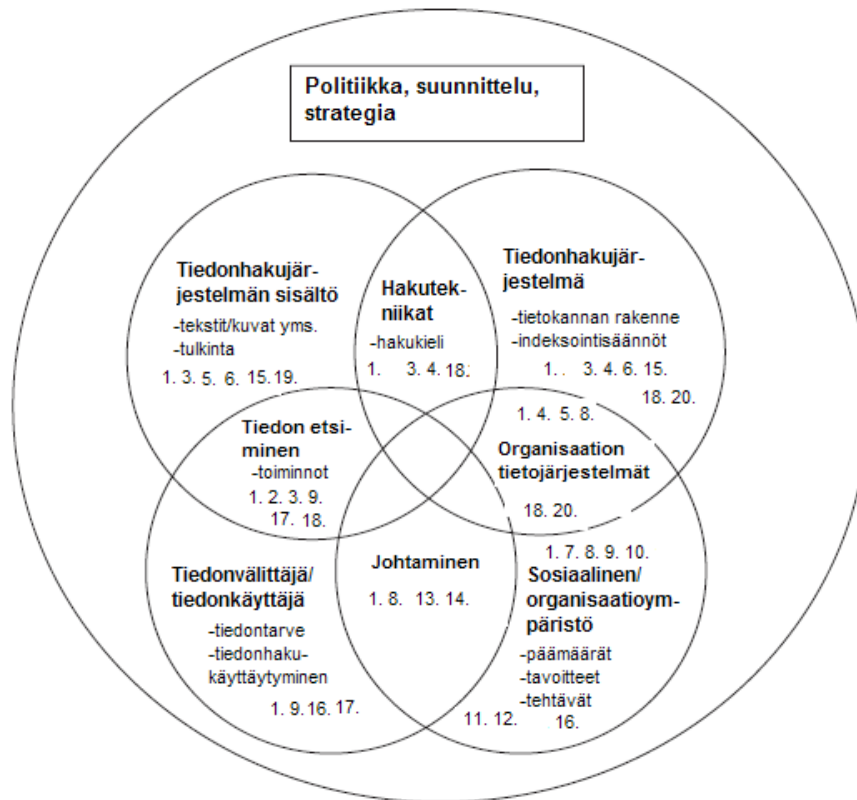 Politiikka, suunnittelu,
strategia
Tiedonhakujär-
jestelmän sisältö
-tekstit/kuvat yms.
-tulkinta
1. 3. 5. 6. 15. 19.
Hakutek-
niikat
-hakukieli
1. 3. 4. 18.
Tiedonhakujär-
jestelmä
-tietokannan rakenne
-indeksointisäännöt
1. 3. 4. 6. 15.
18. 20.
Tiedon etsi-
minen
-toiminnot
1. 2. 3. 9.
17. 18.
1. 4. 5. 8.
Organisaation
tietojärjestelmät
18. 20.
Tiedonvälittäjä/
tiedonkäyttäjä
-tiedontarve
-tiedonhaku-
käyttäytyminen
1. 9. 16. 17.
Johtaminen
1. 8. 13. 14.
1. 7. 8. 9. 10.
Sosiaalinen/
organisaatioym-
päristö
-päämäärät
-tavoitteet
-tehtävät
11. 12. 16.